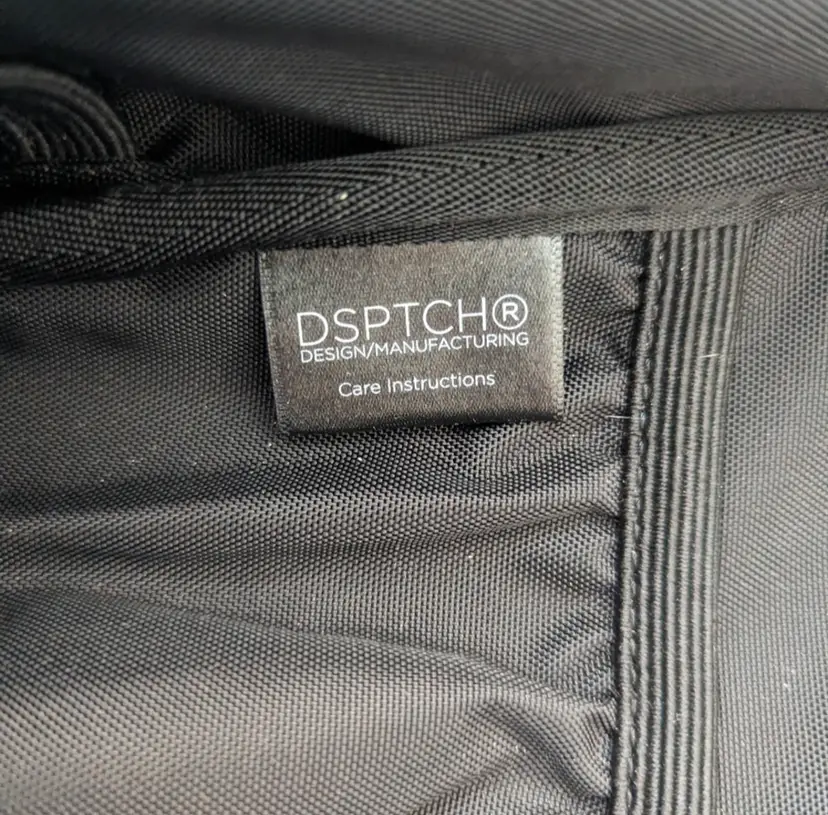 DSPTCH®
DESIGN/MANUFACTURING
Care Instructions